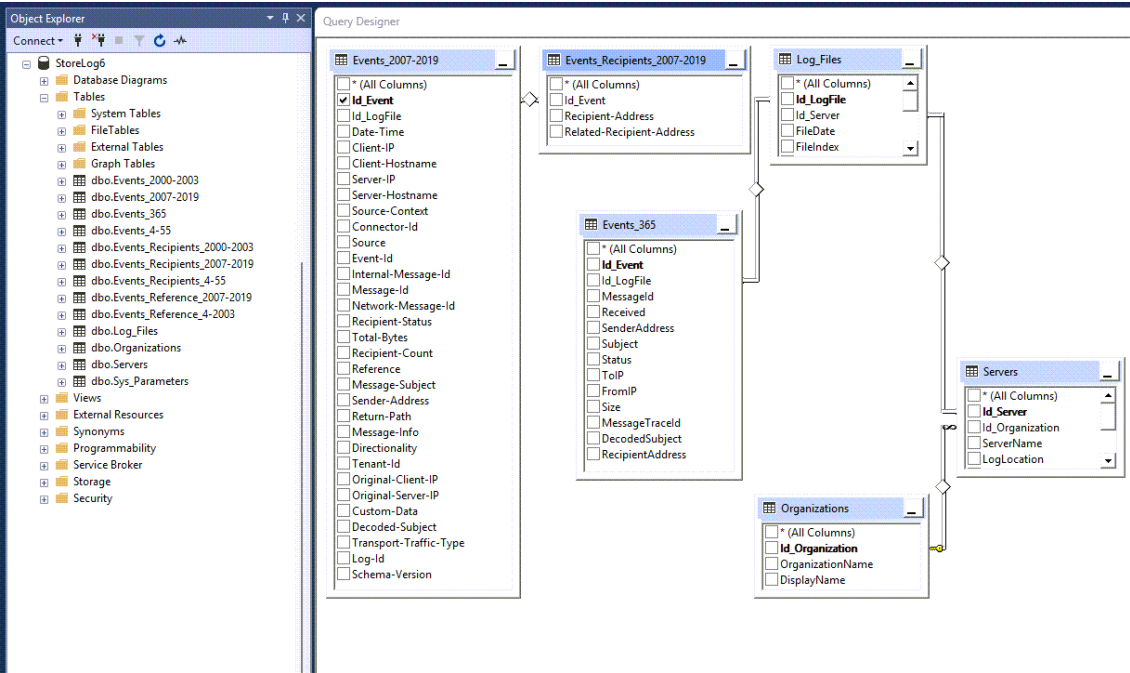 Object Explorer
Connect
StoreLog6
Database Diagrams
Tables
System Tables
FileTables
External Tables
Graph Tables
dbo.Events_2000-2003
dbo.Events_2007-2019
dbo.Events_365
dbo.Events_4-55
dbo.Events_Recipients_2000-2003
dbo.Events_Recipients_2007-2019
dbo.Events_Recipients_4-55
dbo.Events_Reference_2007-2019
dbo.Events_Reference_4-2003
dbo.Log_Files
dbo.Organizations
dbo.Servers
dbo.Sys_Parameters
Views
External Resources
Synonyms
Programmability
Service Broker
Storage
Security
Query Designer
Events_2007-2019
* (All Columns)
Id_Event
Id_LogFile
Date-Time
Client-IP
Client-Hostname
Server-IP
Server-Hostname
Source-Context
Connector-Id
Source
Event-Id
Internal-Message-Id
Message-Id
Network-Message-Id
Recipient-Status
Total-Bytes
Recipient-Count
Reference
Message-Subject
Sender-Address
Return-Path
Message-Info
Directionality
Tenant-Id
Original-Client-IP
Original-Server-IP
Custom-Data
Decoded-Subject
Transport-Traffic-Type
Log-Id
Schema-Version
Events_Recipients_2007-2019
* (All Columns)
Id_Event
Recipient-Address
Related-Recipient-Address
Log_Files
* (All Columns)
Id_LogFile
Id_Server
FileDate
FileIndex
Events_365
* (All Columns)
Id_Event
Id_LogFile
MessageId
Received
SenderAddress
Subject
Status
ToIP
FromIP
Size
MessageTraceId
DecodedSubject
RecipientAddress
Servers
* (All Columns)
Id_Server
Id_Organization
ServerName
LogLocation
Organizations
* (All Columns)
Id_Organization
OrganizationName
DisplayName